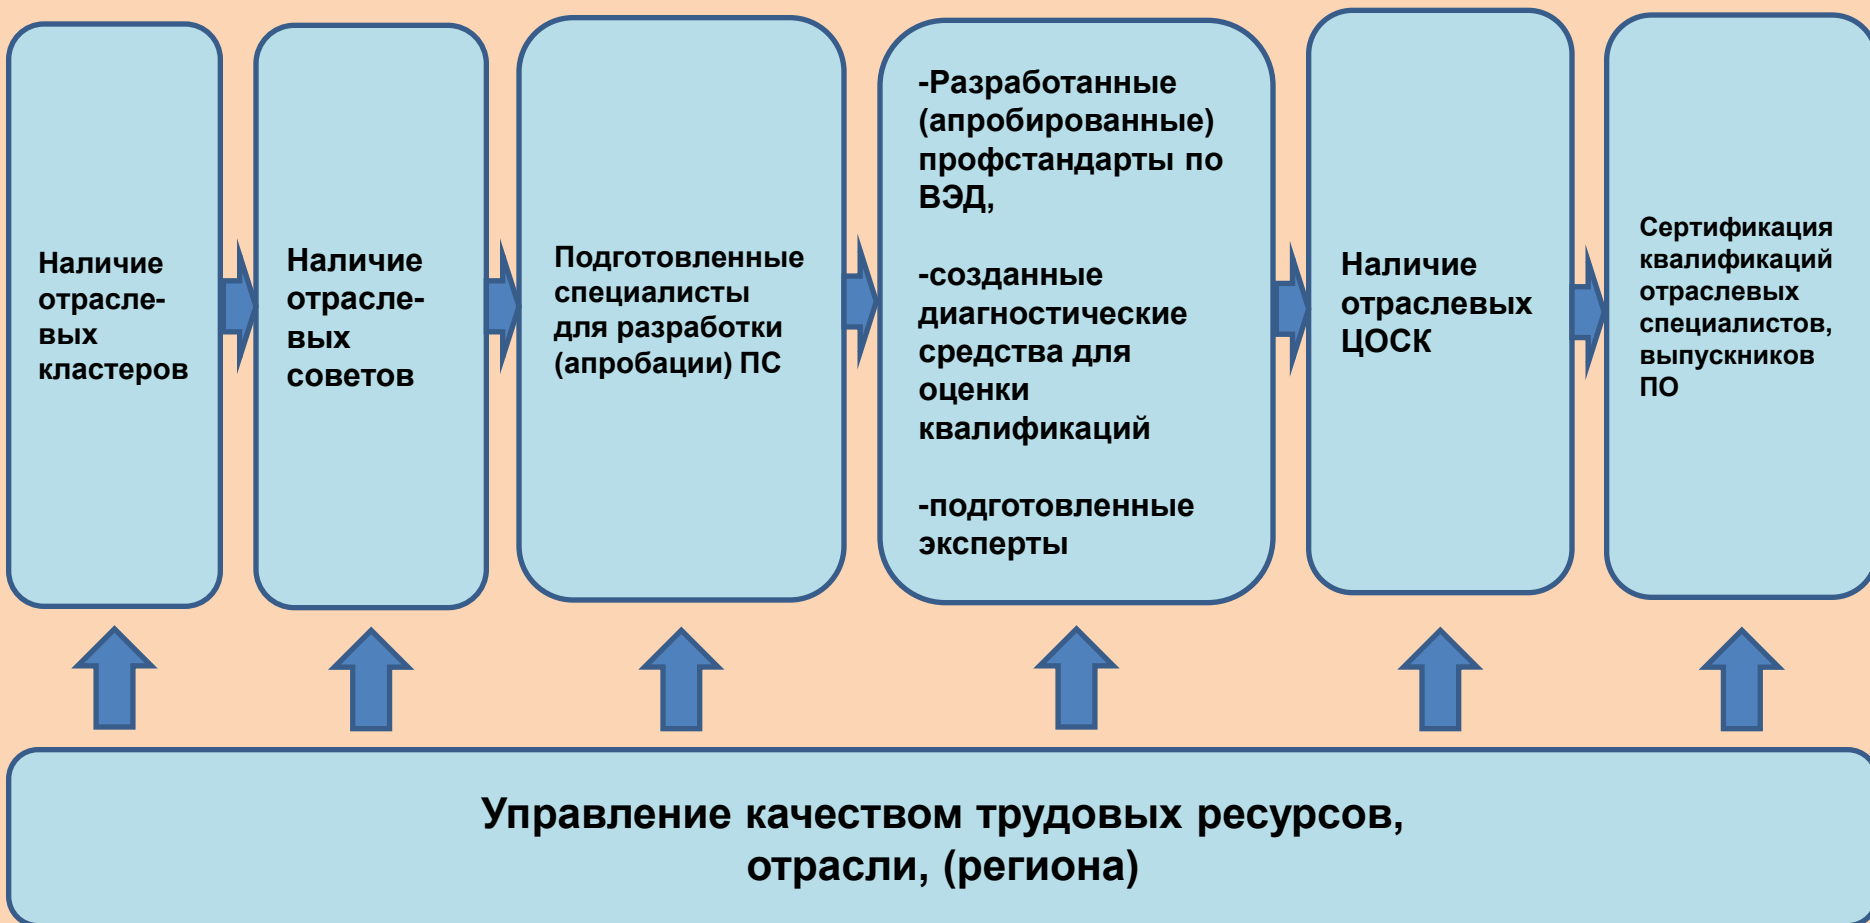 Наличие
отрасле-
вых
кластеров
Наличие
отрасле-
вых
советов
Подготовленные
специалисты
для разработки
(апробации) ПС
-Разработанные
(апробированные)
профстандарты по
ВЭД,
-созданные
диагностические
средства для
оценки
квалификаций
-подготовленные
эксперты
Наличие
отраслевых
ЦОСК
Сертификация
квалификаций
отраслевых
специалистов,
выпускников
ПО
Управление качеством трудовых ресурсов,
отрасли, (региона)